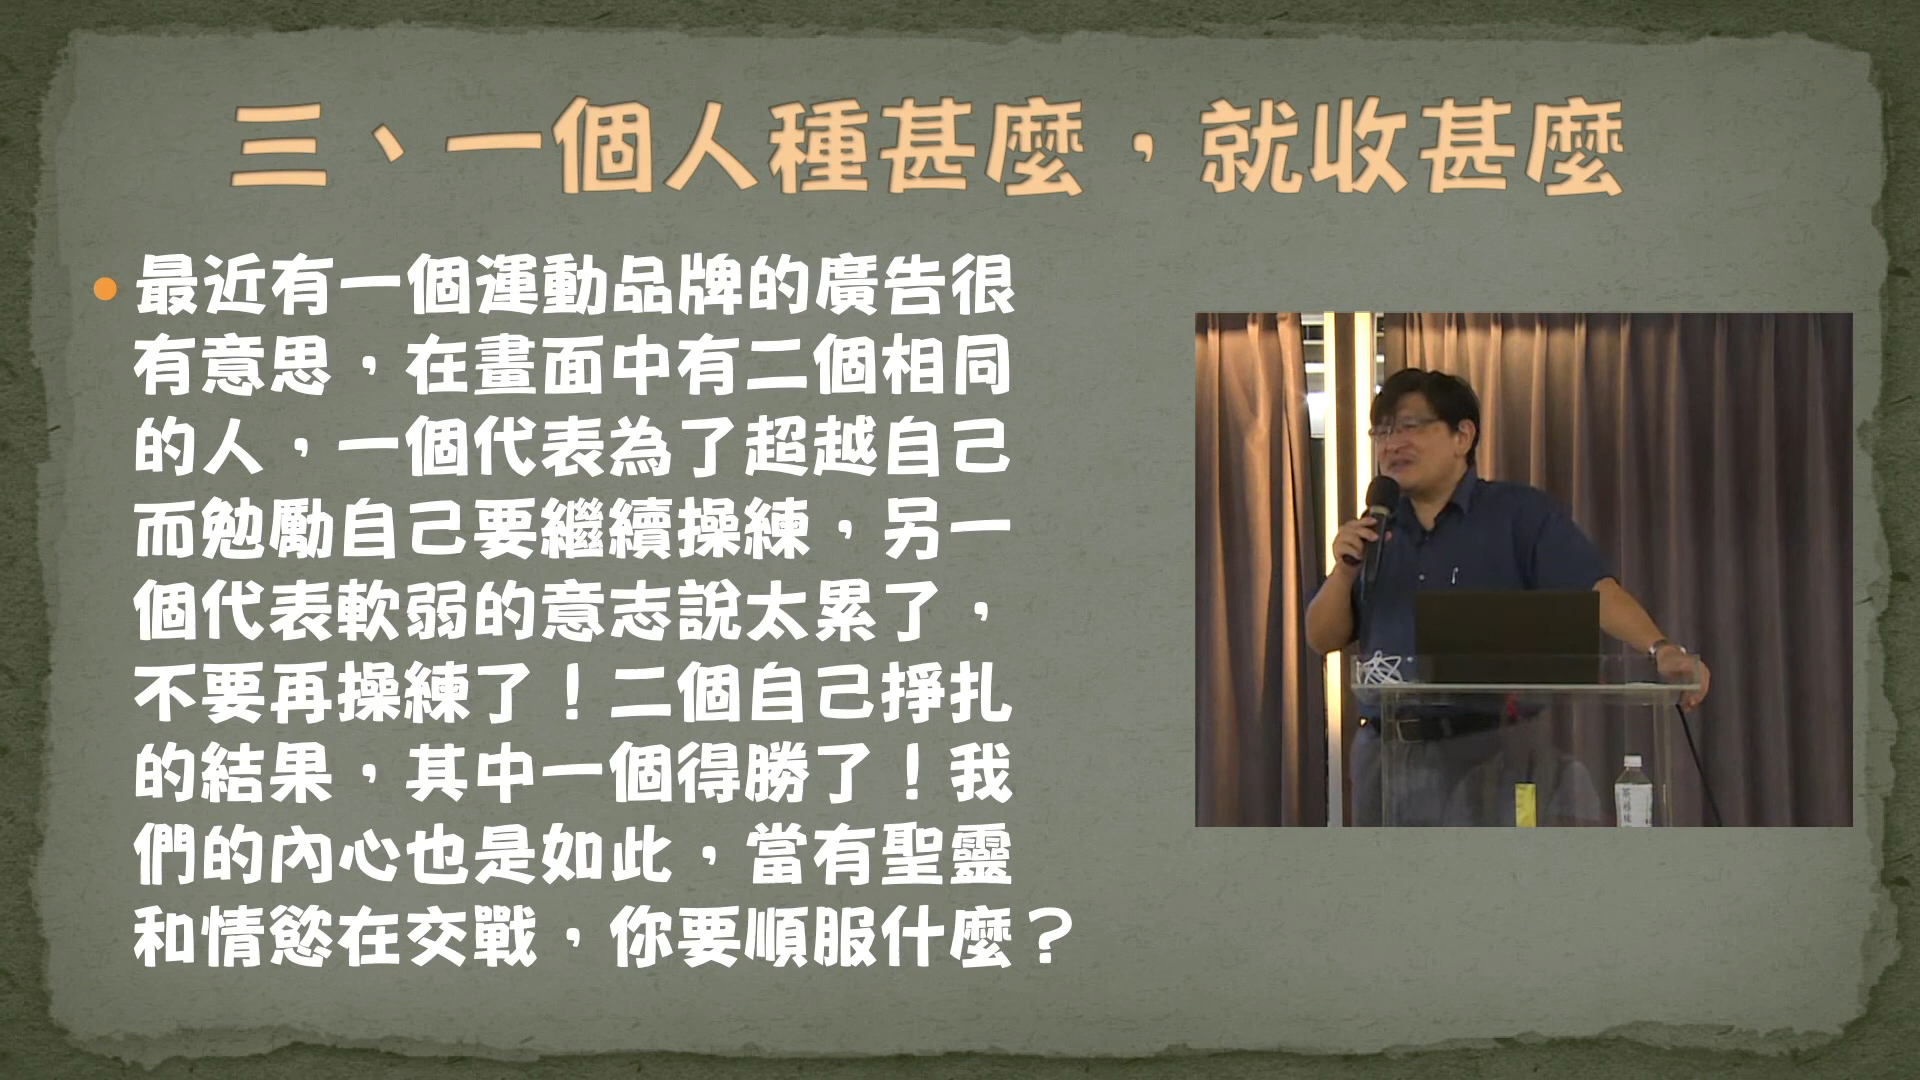 三、一個人種甚麼，就收甚麼
最近有一個運動品牌的廣告很
有意思，在畫面中有二個相同
的人，一個代表為了超越自己
而勉勵自己要繼續操練，另一
個代表軟弱的意志說太累了，
不要再操練了！二個自己掙扎
的結果，其中一個得勝了！我
們的內心也是如此，當有聖靈
和情慾在交戰，你要順服什麼？